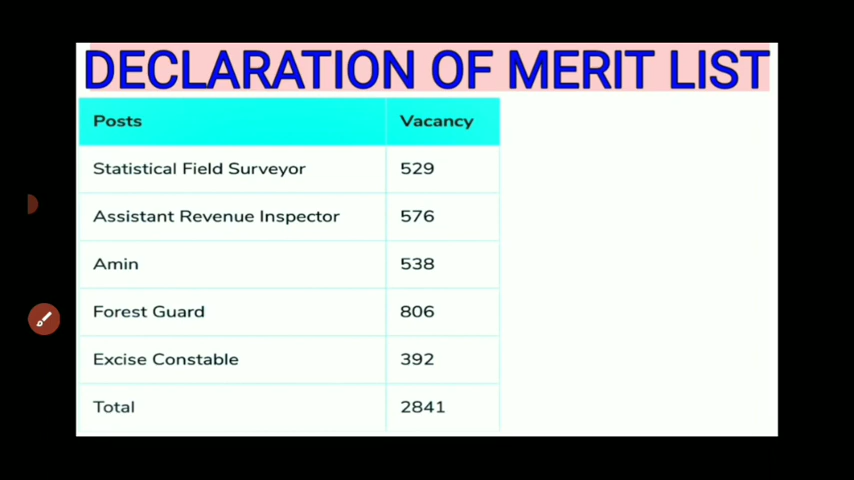 DECLARATION OF MERIT LIST
Posts Vacancy
Statistical Field Surveyor 529
Assistant Revenue Inspector 576
Amin 538
Forest Guard 806
Excise Constable 392
Total 2841